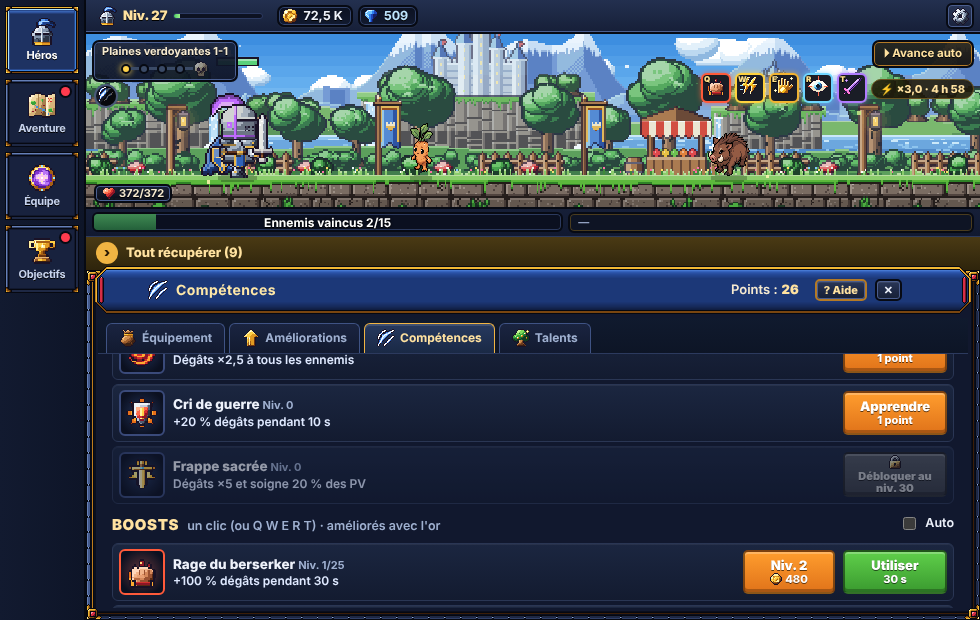 Niv. 27
72,5 K
509
Héros
Aventure
Équipe
Objectifs
Plaines verdoyantes 1-1
Avance auto
Q
W
E
R
T
×3,0 · 4 h 58
372/372
Ennemis vaincus 2/15
—
Tout récupérer (9)
Compétences
Points : 26
? Aide
×
Équipement
Améliorations
Compétences
Talents
Dégâts ×2,5 à tous les ennemis
1 point
Cri de guerre Niv. 0
+20 % dégâts pendant 10 s
Apprendre
1 point
Frappe sacrée Niv. 0
Dégâts ×5 et soigne 20 % des PV
Débloquer au
niv. 30
BOOSTS un clic (ou Q W E R T) · améliorés avec l'or
Auto
Rage du berserker Niv. 1/25
+100 % dégâts pendant 30 s
Niv. 2
480
Utiliser
30 s